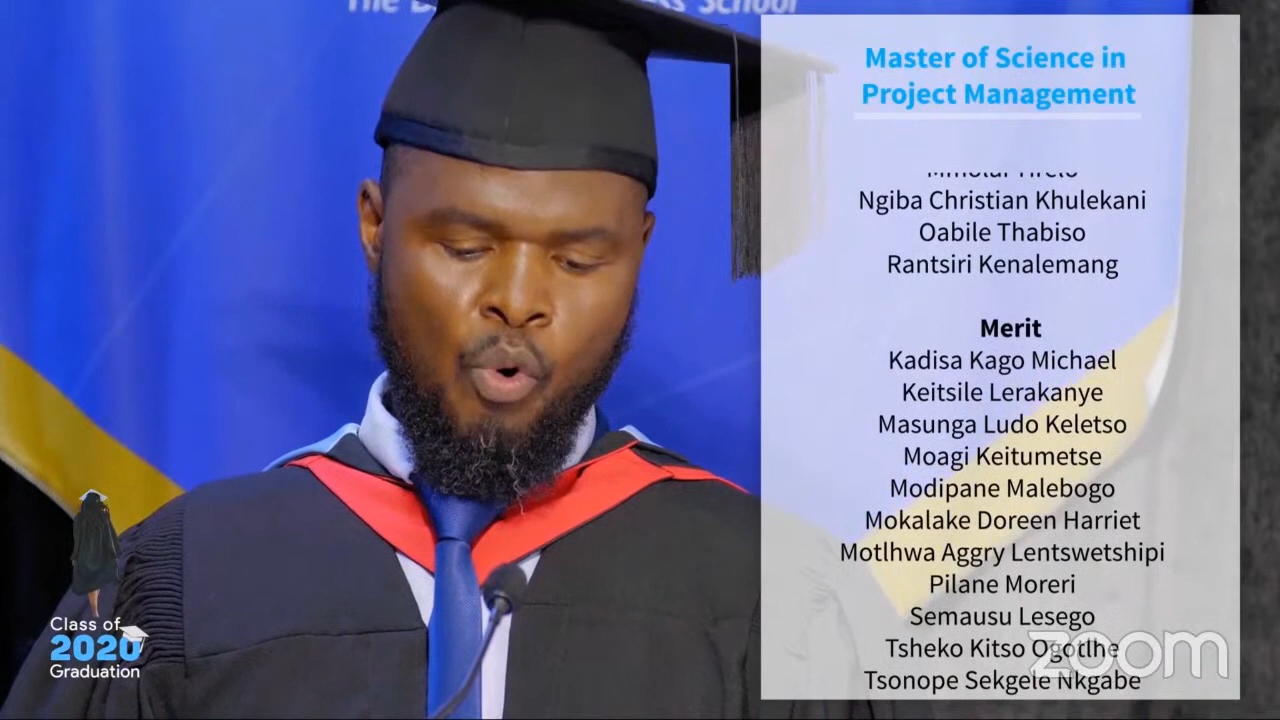 The
School
Master of Science in
Project Management
Ngiba Christian Khulekani
Oabile Thabiso
Rantsiri Kenalemang
Merit
Kadisa Kago Michael
Keitsile Lerakanye
Masunga Ludo Keletso
Moagi Keitumetse
Modipane Malebogo
Mokalake Doreen Harriet
Motlhwa Aggry Lentswetshipi
Pilane Moreri
Semausu Lesego
Tsheko Kitso Ogotlhe
Tsonope Sekgele Nkgabe
zoom
Class of
2020
Graduation